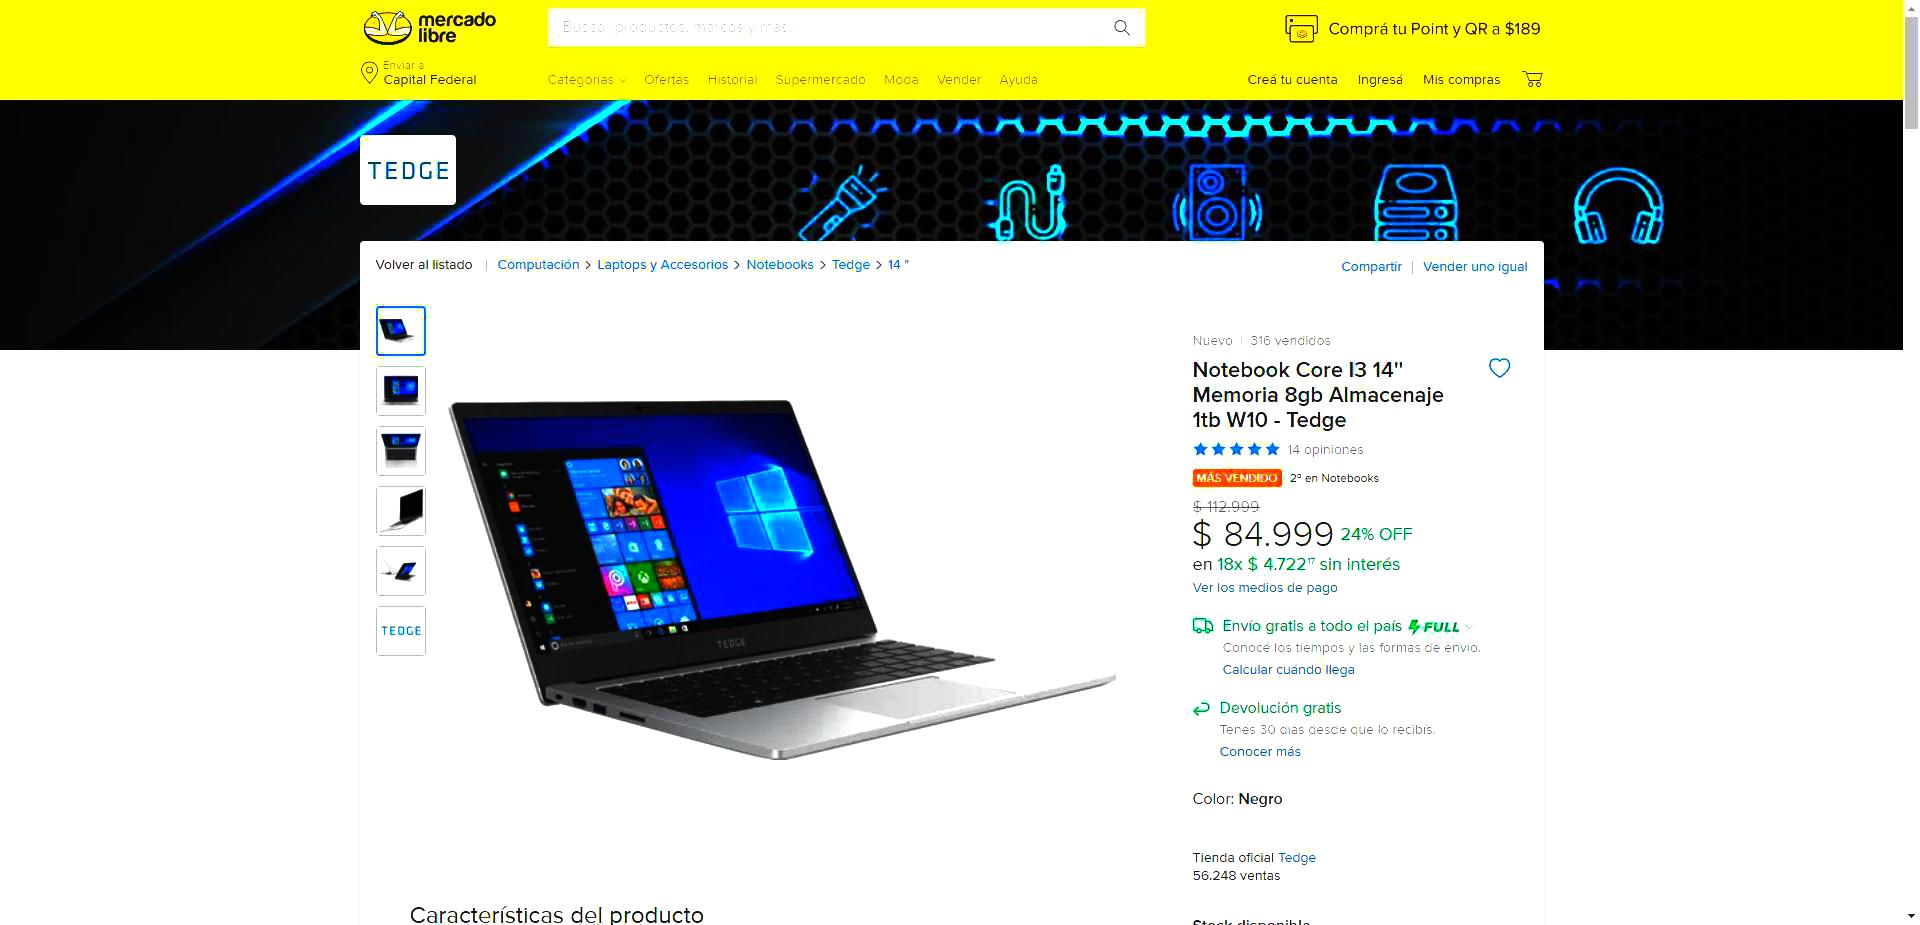 mercado
libre
Buscar productos, marcas y más...
Comprá tu Point y QR a $189
Enviar a
Capital Federal
Categorías
Ofertas
Historial
Supermercado
Moda
Vender
Ayuda
Creá tu cuenta
Ingresá
Mis compras
TEDGE
Volver al listado
Computación > Laptops y Accesorios > Notebooks > Tedge > 14 "
Compartir
Vender uno igual
Nuevo | 316 vendidos
Notebook Core I3 14''
Memoria 8gb Almacenaje
1tb W10 - Tedge
14 opiniones
MÁS VENDIDO 2º en Notebooks
$ 112.999
$ 84.999 24% OFF
en 18x $ 4.722 17 sin interés
Ver los medios de pago
Envío gratis a todo el país FULL
Conocé los tiempos y las formas de envío.
Calcular cuándo llega
Devolución gratis
Tenés 30 días desde que lo recibís.
Conocer más
TEDGE
TEDGE
Color: Negro
Tienda oficial Tedge
56.248 ventas
Características del producto
Stock disponible